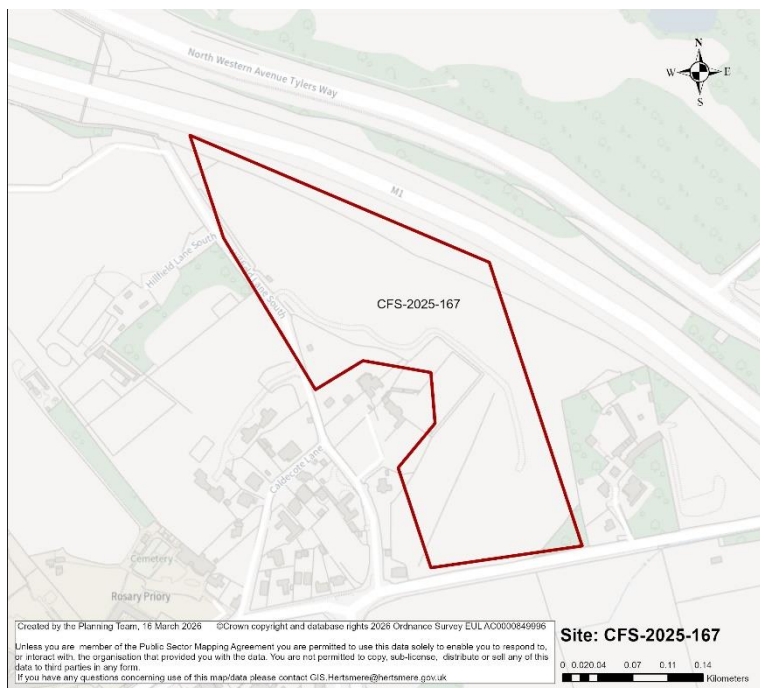 North Western Avenue Tylers Way
N
W E
S
M1
Hillfield Lane South
Lane South
CFS-2025-167
Caldecote Lane
Cemetery
Rosary Priory
Created by the Planning Team, 16 March 2026 ©Crown copyright and database rights 2026 Ordnance Survey EUL AC0000849996
Unless you are member of the Public Sector Mapping Agreement you are permitted to use this data solely to enable you to respond to,
or interact with, the organisation that provided you with the data. You are not permitted to copy, sub-license, distribute or sell any of this
data to third parties in any form.
If you have any questions concerning use of this map/data please contact GIS.Hertsmere@hertsmere.gov.uk
Site: CFS-2025-167
0 0.020.04 0.07 0.11 0.14
Kilometers